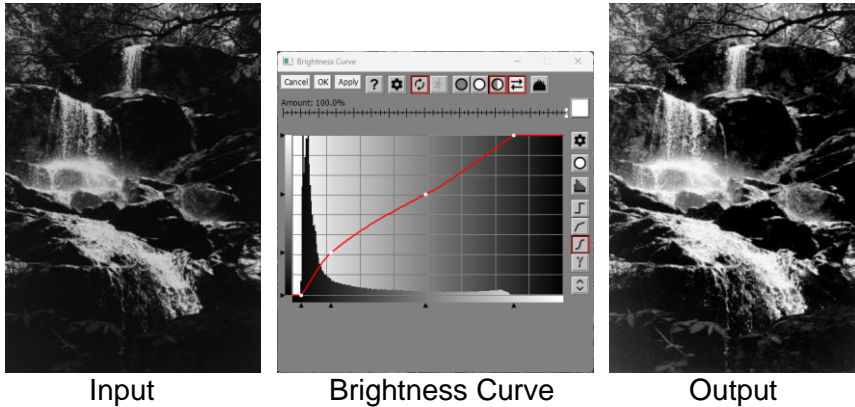 Brightness Curve
Cancel OK Apply ?
Amount: 100.0%
γ
Input Brightness Curve Output